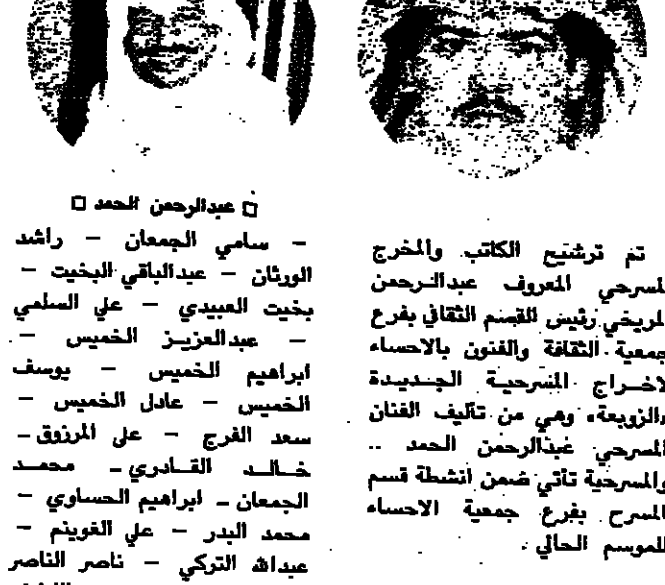 تم ترشيح الكاتب والمخرج
المسرحي المعروف عبدالرحمن
المريخي رئيس القسم الثقافي بفرع
جمعية الثقافة والفنون بالاحساء
لاخراج المسرحية الجديدة
«الزوبعة» وهي من تأليف الفنان
المسرحي عبدالرحمن الحمد ..
والمسرحية تأتي ضمن أنشطة قسم
المسرح بفرع جمعية الاحساء
للموسم الحالي .
□ عبدالرحمن الحمد □
– سامي الجمعان – راشد
الورثان – عبدالباقي البخيت –
بخيت العبيدي – علي السلمي
– عبدالعزيز الخميس –
ابراهيم الخميس – يوسف
الخميس – عادل الخميس –
سعد الفرج – علي المرزوق –
خالد القادري – محمد
الجمعان – ابراهيم الحساوي –
محمد البدر – علي الغوينم –
عبدالله التركي – ناصر الناصر